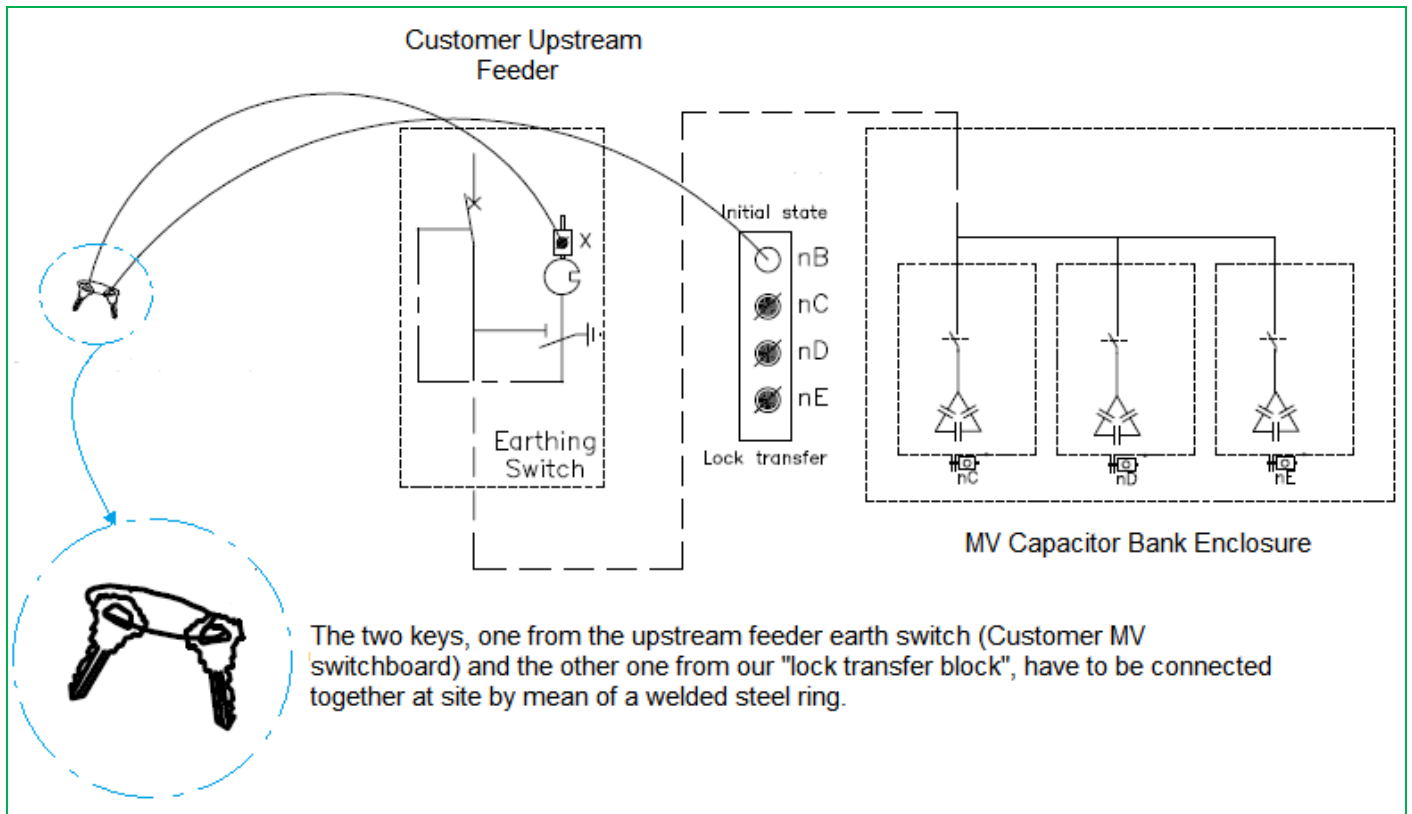 Customer Upstream
Feeder
Initial state
X
nB
nC
nD
nE
Earthing
Switch
Lock transfer
nC
nD
nE
MV Capacitor Bank Enclosure
The two keys, one from the upstream feeder earth switch (Customer MV
switchboard) and the other one from our "lock transfer block", have to be connected
together at site by mean of a welded steel ring.